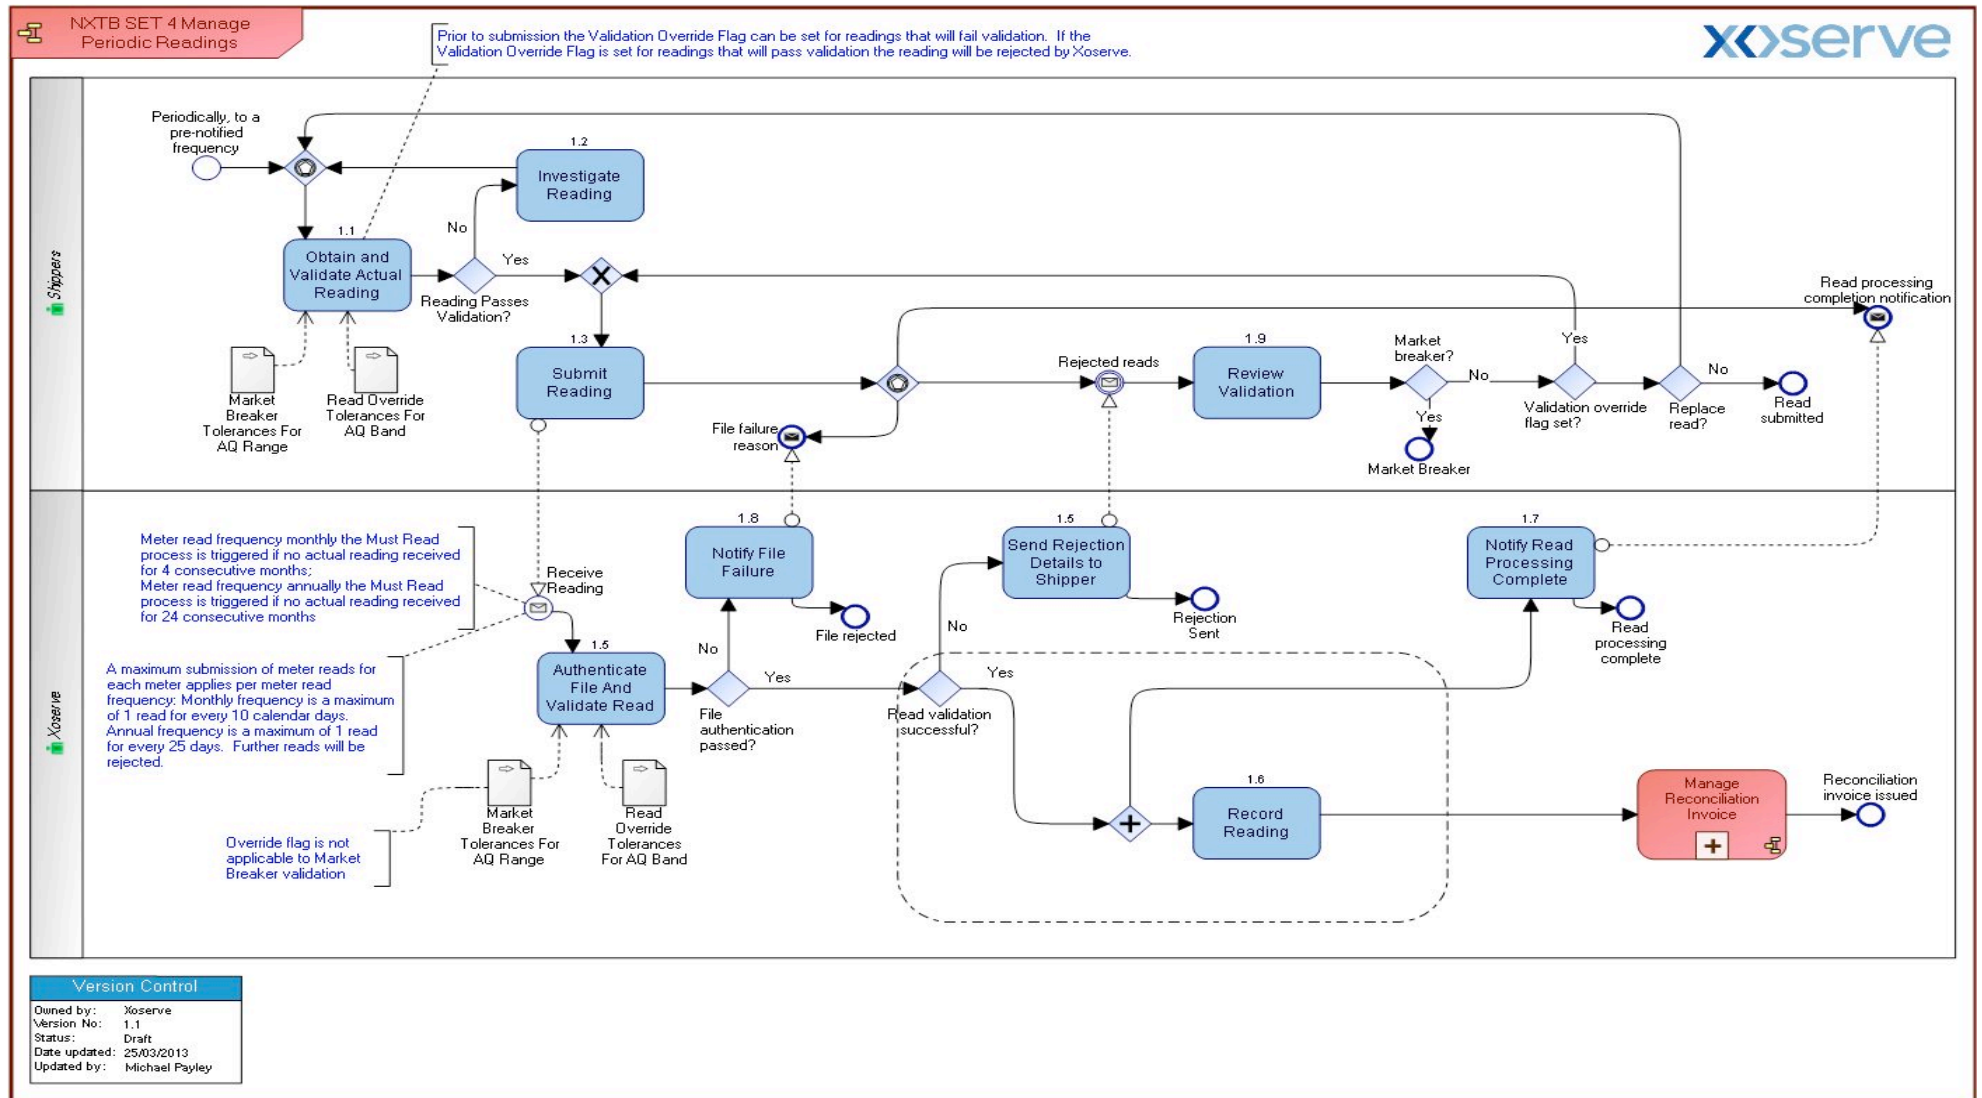 NXTB SET 4 Manage
Periodic Readings
Prior to submission the Validation Override Flag can be set for readings that will fail validation. If the
Validation Override Flag is set for readings that will pass validation the reading will be rejected by Xoserve.
xoserve
Shippers
Periodically, to a
pre-notified
frequency
1.2
Investigate
Reading
No
1.1
Obtain and
Validate Actual
Reading
Yes
Reading Passes
Validation?
Market
Breaker
Tolerances For
AQ Range
Read Override
Tolerances For
AQ Band
1.3
Submit
Reading
File failure
reason
Rejected reads
1.9
Review
Validation
Market
breaker?
No
Yes
Market Breaker
Yes
Validation override
flag set?
Replace
read?
No
Read
submitted
Read processing
completion notification
Xoserve
Meter read frequency monthly the Must Read
process is triggered if no actual reading received
for 4 consecutive months;
Meter read frequency annually the Must Read
process is triggered if no actual reading received
for 24 consecutive months
A maximum submission of meter reads for
each meter applies per meter read
frequency: Monthly frequency is a maximum
of 1 read for every 10 calendar days.
Annual frequency is a maximum of 1 read
for every 25 days. Further reads will be
rejected.
Override flag is not
applicable to Market
Breaker validation
Receive
Reading
1.5
Authenticate
File And
Validate Read
Market
Breaker
Tolerances For
AQ Range
Read
Override
Tolerances
For AQ Band
1.8
Notify File
Failure
File rejected
No
Yes
File
authentication
passed?
1.5
Send Rejection
Details to
Shipper
Rejection
Sent
No
Yes
Read validation
successful?
1.7
Notify Read
Processing
Complete
Read
processing
complete
1.6
Record
Reading
Manage
Reconciliation
Invoice
Reconciliation
invoice issued
Version Control
Owned by: Xoserve
Version No: 1.1
Status: Draft
Date updated: 25/03/2013
Updated by: Michael Payley